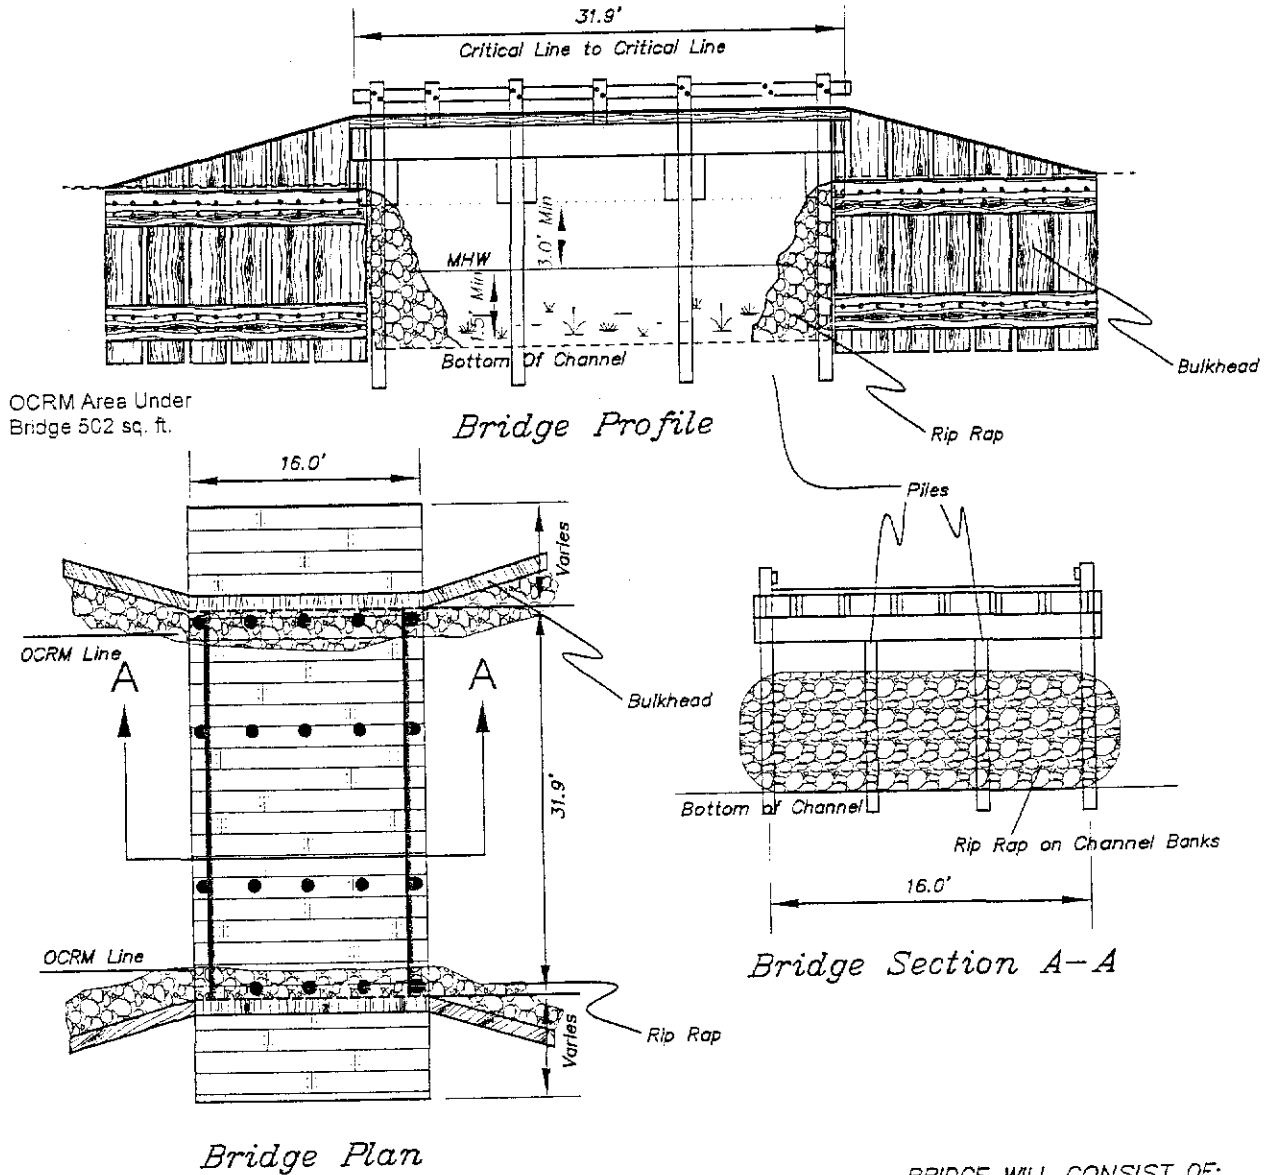 31.9'
Critical Line to Critical Line
3.0' Min
MHW
1.5' Min
Bottom Of Channel
Bulkhead
Rip Rap
OCRM Area Under
Bridge 502 sq. ft.
Bridge Profile
16.0'
Piles
Varies
OCRM Line
A
A
Bulkhead
31.9'
Bottom of Channel
Rip Rap on Channel Banks
16.0'
Bridge Section A-A
OCRM Line
Varies
Rip Rap
Bridge Plan
BRIDGE WILL CONSIST OF: